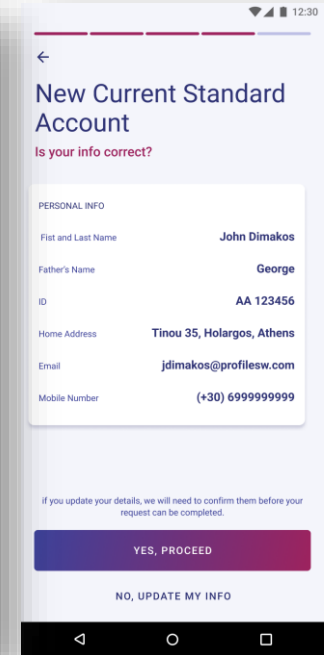 12:30
New Current Standard
Account
Is your info correct?
PERSONAL INFO
Fist and Last Name John Dimakos
Father's Name George
ID AA 123456
Home Address Tinou 35, Holargos, Athens
Email jdimakos@profilesw.com
Mobile Number (+30) 6999999999
if you update your details, we will need to confirm them before your
request can be completed.
YES, PROCEED
NO, UPDATE MY INFO